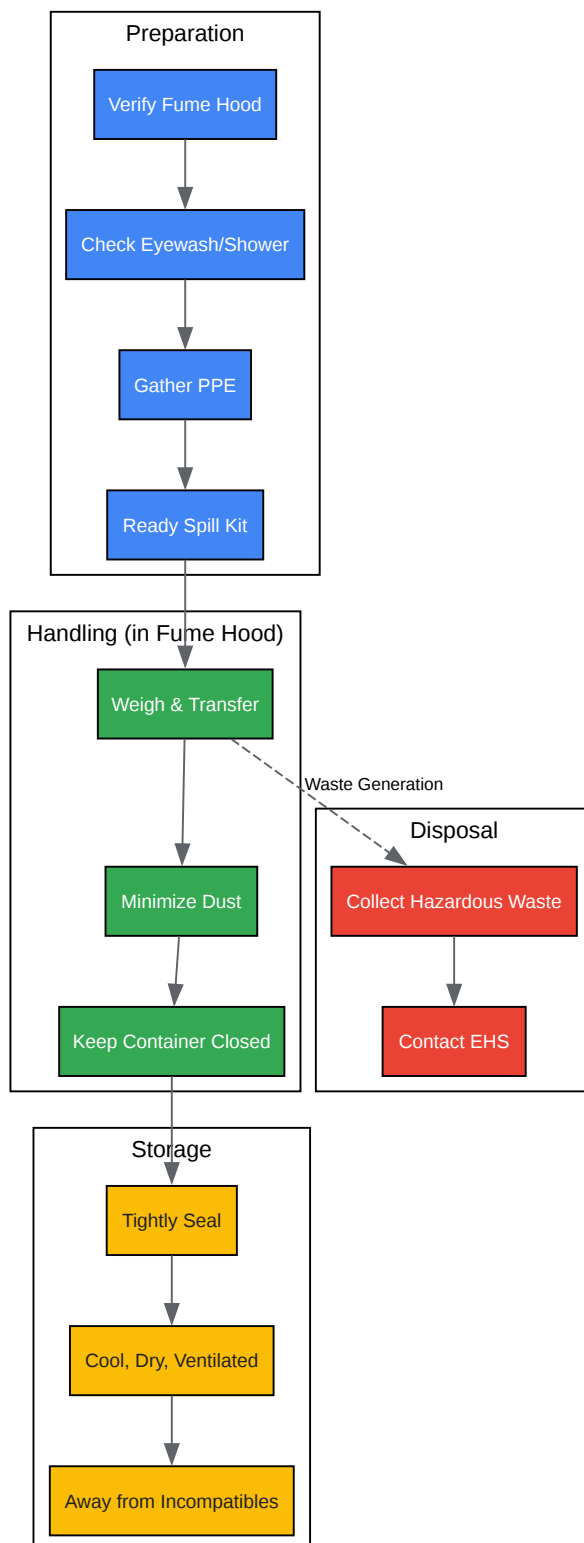 Preparation
Verify Fume Hood
Check Eyewash/Shower
Gather PPE
Ready Spill Kit
Handling (in Fume Hood)
Weigh & Transfer
Waste Generation
Minimize Dust
Keep Container Closed
Disposal
Collect Hazardous Waste
Contact EHS
Storage
Tightly Seal
Cool, Dry, Ventilated
Away from Incompatibles